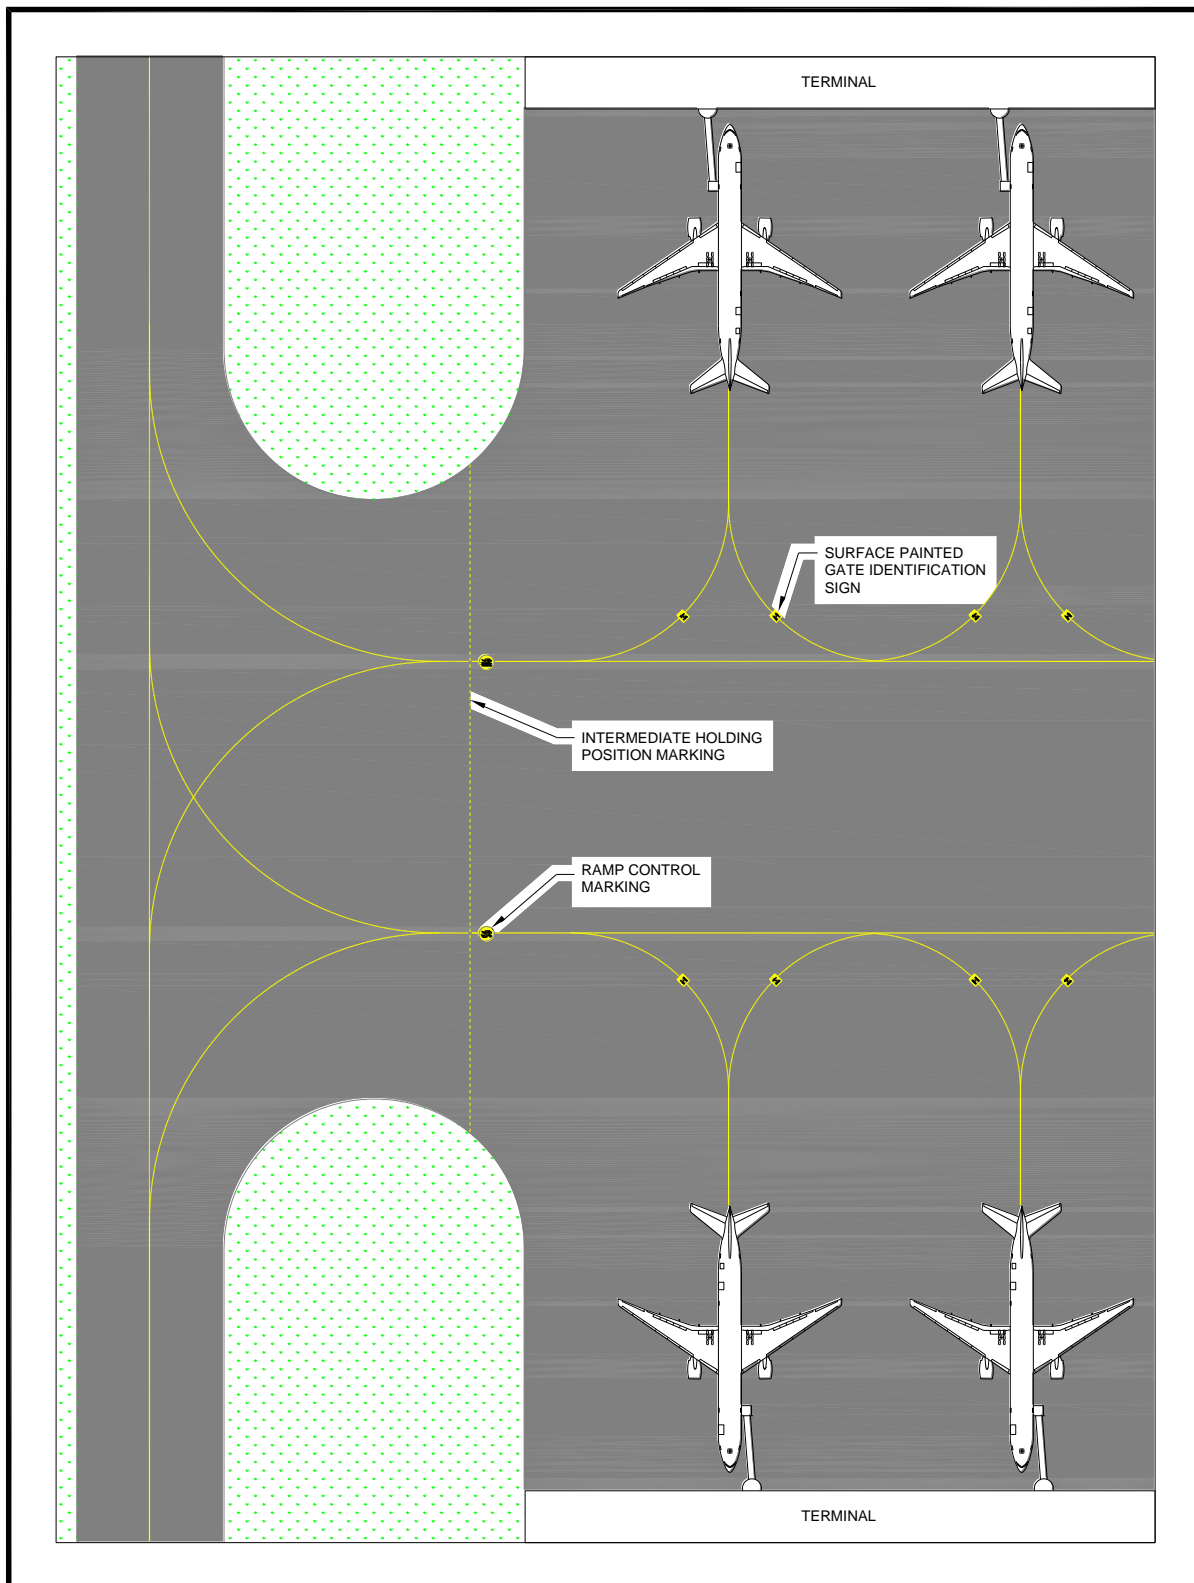 TERMINAL
SURFACE PAINTED
GATE IDENTIFICATION
SIGN
INTERMEDIATE HOLDING
POSITION MARKING
RAMP CONTROL
MARKING
TERMINAL